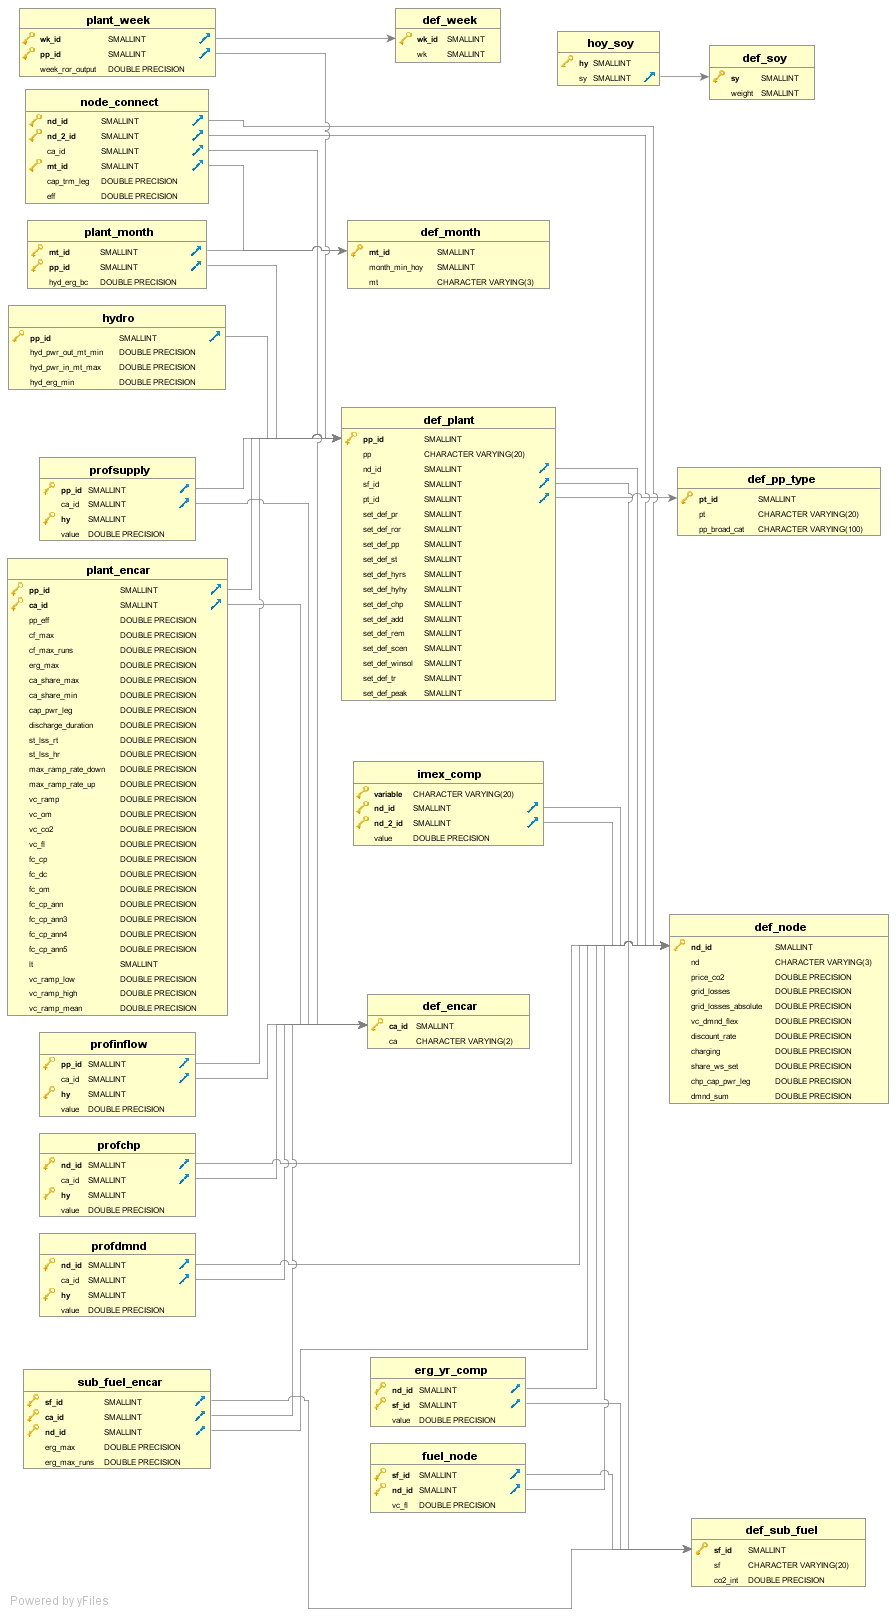 plant_week
wk_id SMALLINT
pp_id SMALLINT
week_ror_output DOUBLE PRECISION
def_week
wk_id SMALLINT
wk SMALLINT
hoy_soy
hy SMALLINT
sy SMALLINT
def_soy
sy SMALLINT
weight SMALLINT
node_connect
nd_id SMALLINT
nd_2_id SMALLINT
ca_id SMALLINT
mt_id SMALLINT
cap_trm_leg DOUBLE PRECISION
eff DOUBLE PRECISION
plant_month
mt_id SMALLINT
pp_id SMALLINT
hyd_erg_bc DOUBLE PRECISION
def_month
mt_id SMALLINT
month_min_hoy SMALLINT
mt CHARACTER VARYING(3)
hydro
pp_id SMALLINT
hyd_pwr_out_mt_min DOUBLE PRECISION
hyd_pwr_in_mt_max DOUBLE PRECISION
hyd_erg_min DOUBLE PRECISION
def_plant
pp_id SMALLINT
pp CHARACTER VARYING(20)
nd_id SMALLINT
sf_id SMALLINT
pt_id SMALLINT
set_def_pr SMALLINT
set_def_ror SMALLINT
set_def_pp SMALLINT
set_def_st SMALLINT
set_def_hyrs SMALLINT
set_def_hyhy SMALLINT
set_def_chp SMALLINT
set_def_add SMALLINT
set_def_rem SMALLINT
set_def_scen SMALLINT
set_def_winsol SMALLINT
set_def_tr SMALLINT
set_def_peak SMALLINT
profsupply
pp_id SMALLINT
ca_id SMALLINT
hy SMALLINT
value DOUBLE PRECISION
def_pp_type
pt_id SMALLINT
pt CHARACTER VARYING(20)
pp_broad_cat CHARACTER VARYING(100)
plant_encar
pp_id SMALLINT
ca_id SMALLINT
pp_eff DOUBLE PRECISION
cf_max DOUBLE PRECISION
cf_max_runs DOUBLE PRECISION
erg_max DOUBLE PRECISION
ca_share_max DOUBLE PRECISION
ca_share_min DOUBLE PRECISION
cap_pwr_leg DOUBLE PRECISION
discharge_duration DOUBLE PRECISION
st_lss_rt DOUBLE PRECISION
st_lss_hr DOUBLE PRECISION
max_ramp_rate_down DOUBLE PRECISION
max_ramp_rate_up DOUBLE PRECISION
vc_ramp DOUBLE PRECISION
vc_om DOUBLE PRECISION
vc_co2 DOUBLE PRECISION
vc_fl DOUBLE PRECISION
fc_cp DOUBLE PRECISION
fc_dc DOUBLE PRECISION
fc_om DOUBLE PRECISION
fc_cp_ann DOUBLE PRECISION
fc_cp_ann3 DOUBLE PRECISION
fc_cp_ann4 DOUBLE PRECISION
fc_cp_ann5 DOUBLE PRECISION
lt SMALLINT
vc_ramp_low DOUBLE PRECISION
vc_ramp_high DOUBLE PRECISION
vc_ramp_mean DOUBLE PRECISION
imex_comp
variable CHARACTER VARYING(20)
nd_id SMALLINT
nd_2_id SMALLINT
value DOUBLE PRECISION
def_node
nd_id SMALLINT
nd CHARACTER VARYING(3)
price_co2 DOUBLE PRECISION
grid_losses DOUBLE PRECISION
grid_losses_absolute DOUBLE PRECISION
vc_dmnd_flex DOUBLE PRECISION
discount_rate DOUBLE PRECISION
charging DOUBLE PRECISION
share_ws_set DOUBLE PRECISION
chp_cap_pwr_leg DOUBLE PRECISION
dmnd_sum DOUBLE PRECISION
def_encar
ca_id SMALLINT
ca CHARACTER VARYING(2)
profinflow
pp_id SMALLINT
ca_id SMALLINT
hy SMALLINT
value DOUBLE PRECISION
profchp
nd_id SMALLINT
ca_id SMALLINT
hy SMALLINT
value DOUBLE PRECISION
profdmnd
nd_id SMALLINT
ca_id SMALLINT
hy SMALLINT
value DOUBLE PRECISION
sub_fuel_encar
sf_id SMALLINT
ca_id SMALLINT
nd_id SMALLINT
erg_max DOUBLE PRECISION
erg_max_runs DOUBLE PRECISION
erg_yr_comp
nd_id SMALLINT
sf_id SMALLINT
value DOUBLE PRECISION
fuel_node
sf_id SMALLINT
nd_id SMALLINT
vc_fl DOUBLE PRECISION
def_sub_fuel
sf_id SMALLINT
sf CHARACTER VARYING(20)
co2_int DOUBLE PRECISION
Powered by yFiles